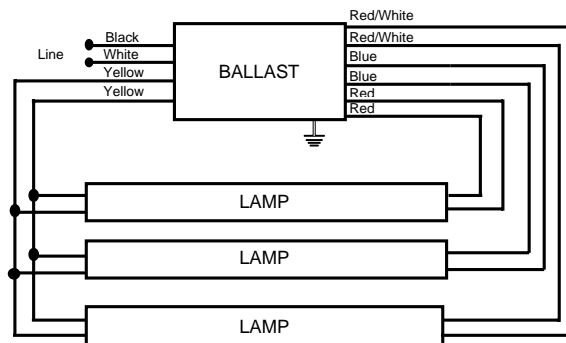 Red/White
Black
Red/White
Line
White
Blue
Yellow
BALLAST
Blue
Yellow
Red
Red
LAMP
LAMP
LAMP